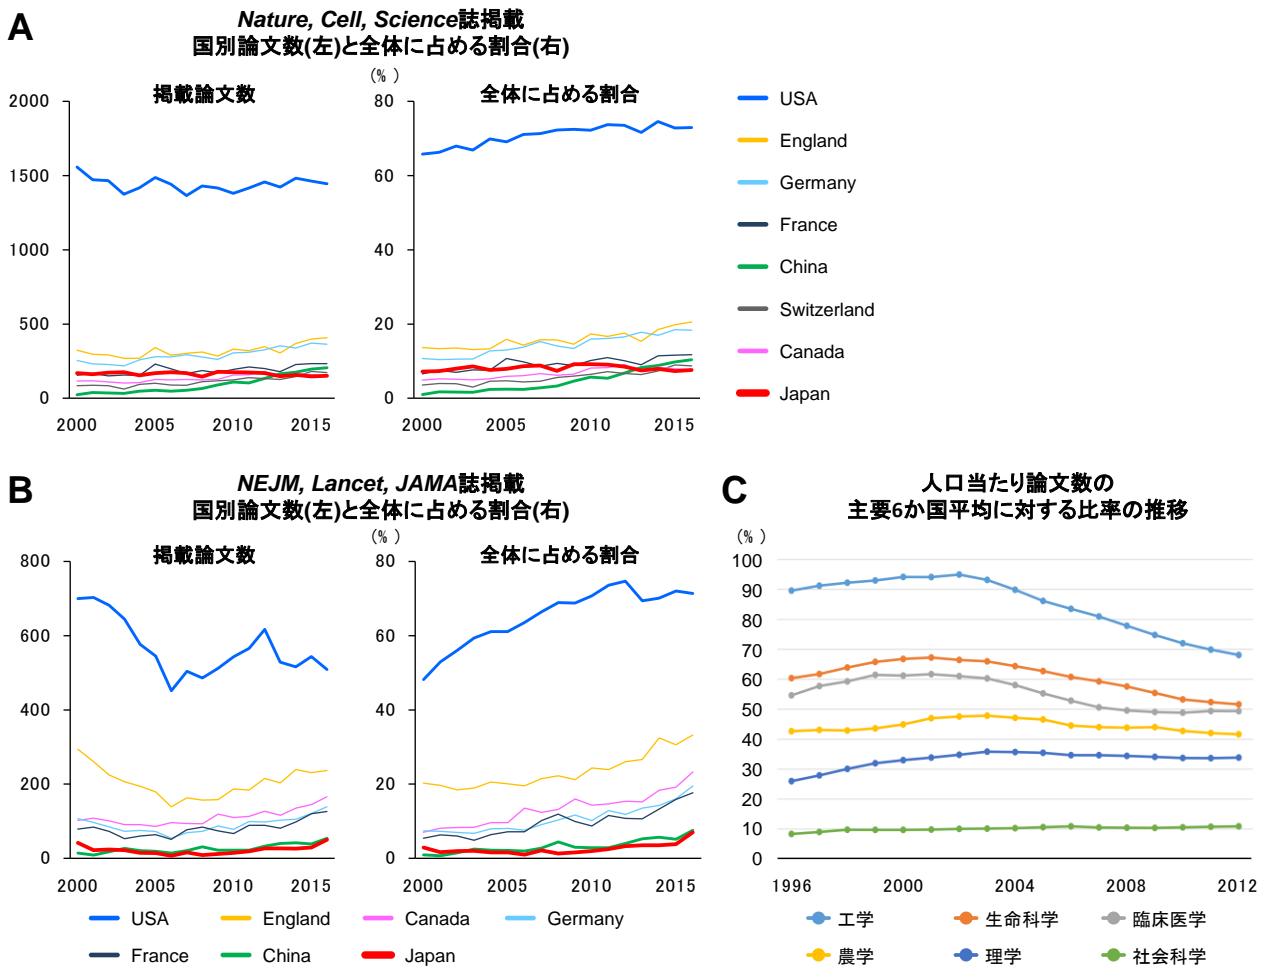 A
Nature, Cell, Science誌掲載
国別論文数(左)と全体に占める割合(右)
掲載論文数
2000
1500
1000
500
0
2000 2005 2010 2015
(%)
全体に占める割合
80
60
40
20
0
2000 2005 2010 2015
USA
England
Germany
France
China
Switzerland
Canada
Japan
B
NEJM, Lancet, JAMA誌掲載
国別論文数(左)と全体に占める割合(右)
掲載論文数
800
600
400
200
0
2000 2005 2010 2015
(%)
全体に占める割合
80
60
40
20
0
2000 2005 2010 2015
USA England Canada Germany
France China Japan
C
人口当たり論文数の
主要6か国平均に対する比率の推移
(%)
100
90
80
70
60
50
40
30
20
10
0
1996 2000 2004 2008 2012
工学 生命科学 臨床医学
農学 理学 社会科学